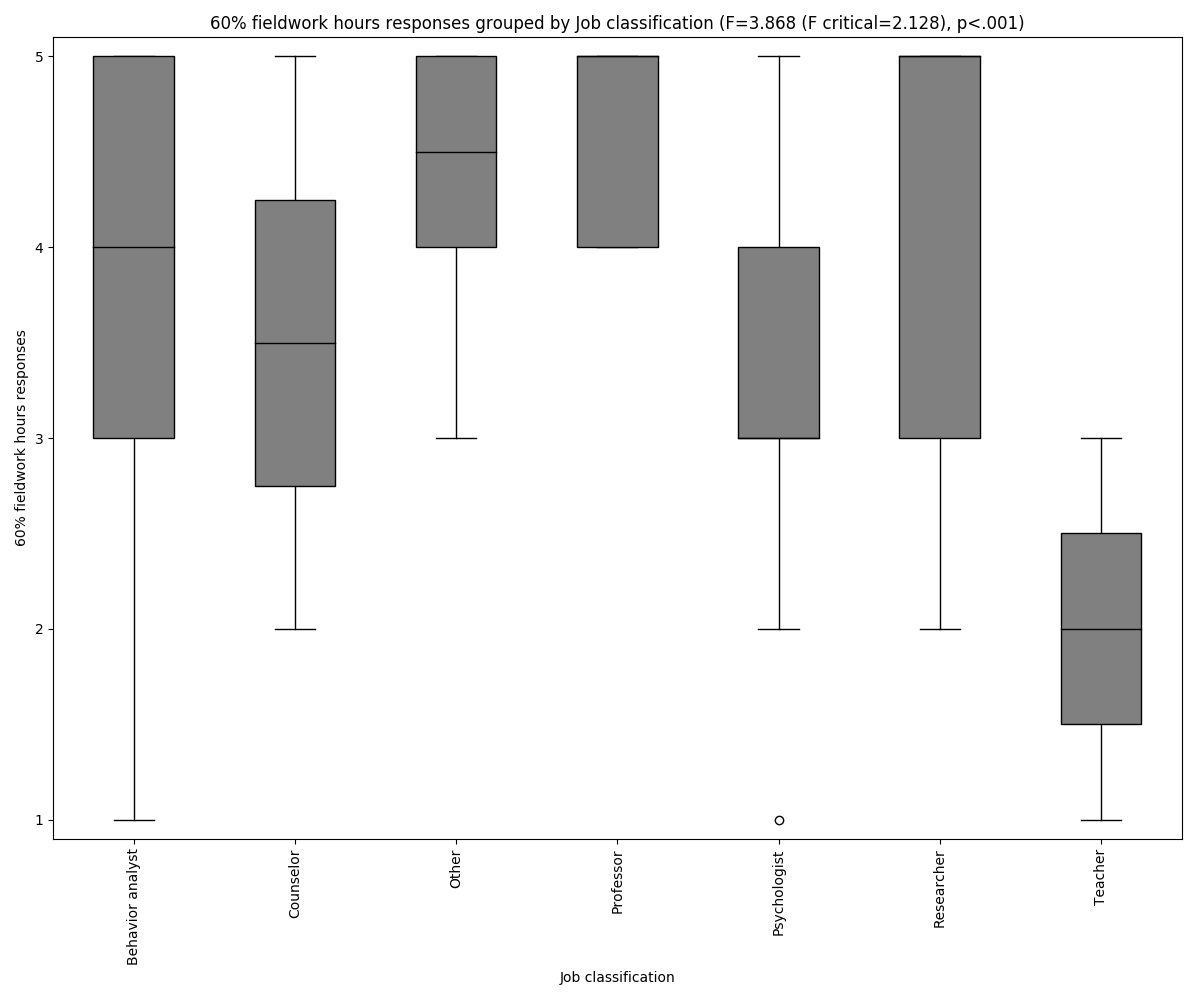 60% fieldwork hours responses grouped by Job classification (F=3.868 (F critical=2.128), p<.001)
60% fieldwork hours responses
5
4
3
2
1
Behavior analyst
Counselor
Other
Professor
Psychologist
Researcher
Teacher
Job classification